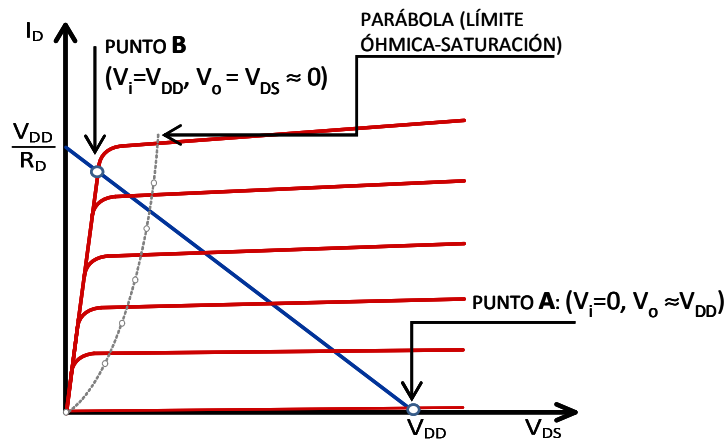 I_D
PUNTO B
(V_i=V_DD, V_o = V_DS ≈ 0)
PARÁBOLA (LÍMITE
ÓHMICA-SATURACIÓN)
V_DD
R_D
PUNTO A: (V_i=0, V_o ≈V_DD)
V_DD
V_DS